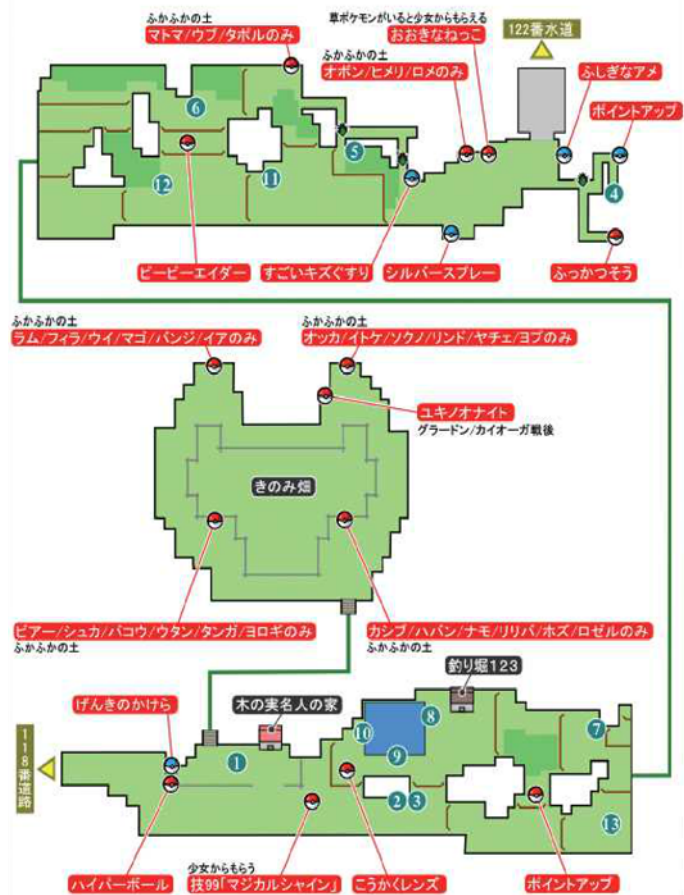 ふかふかの土
マトマ/ウブ/タポルのみ
草ポケモンがいると少女からもらえる
おおきなねっこ
ふかふかの土
オボン/ヒメリ/ロメのみ
122番水道
ふしぎなアメ
ポイントアップ
6
5
4
12
11
ピーピーエイダー
すごいキズぐすり
シルバースプレー
ふっかつそう
ふかふかの土
ラム/フィラ/ウイ/マゴ/バンジ/イアのみ
ふかふかの土
オッカ/イトケ/ソクノ/リンド/ヤチェ/ヨプのみ
ユキノオナイト
グラードン/カイオーガ戦後
きのみ畑
ビアー/シュカ/バコウ/ウタン/タンガ/ヨロギのみ
ふかふかの土
カシブ/ハバン/ナモ/リリバ/ホズ/ロゼルのみ
ふかふかの土
釣り堀123
げんきのかけら
木の実名人の家
118番道路
1
10
8
9
7
2
3
13
ハイパーボール
少女からもらう
技99「マジカルシャイン」
こうかくレンズ
ポイントアップ